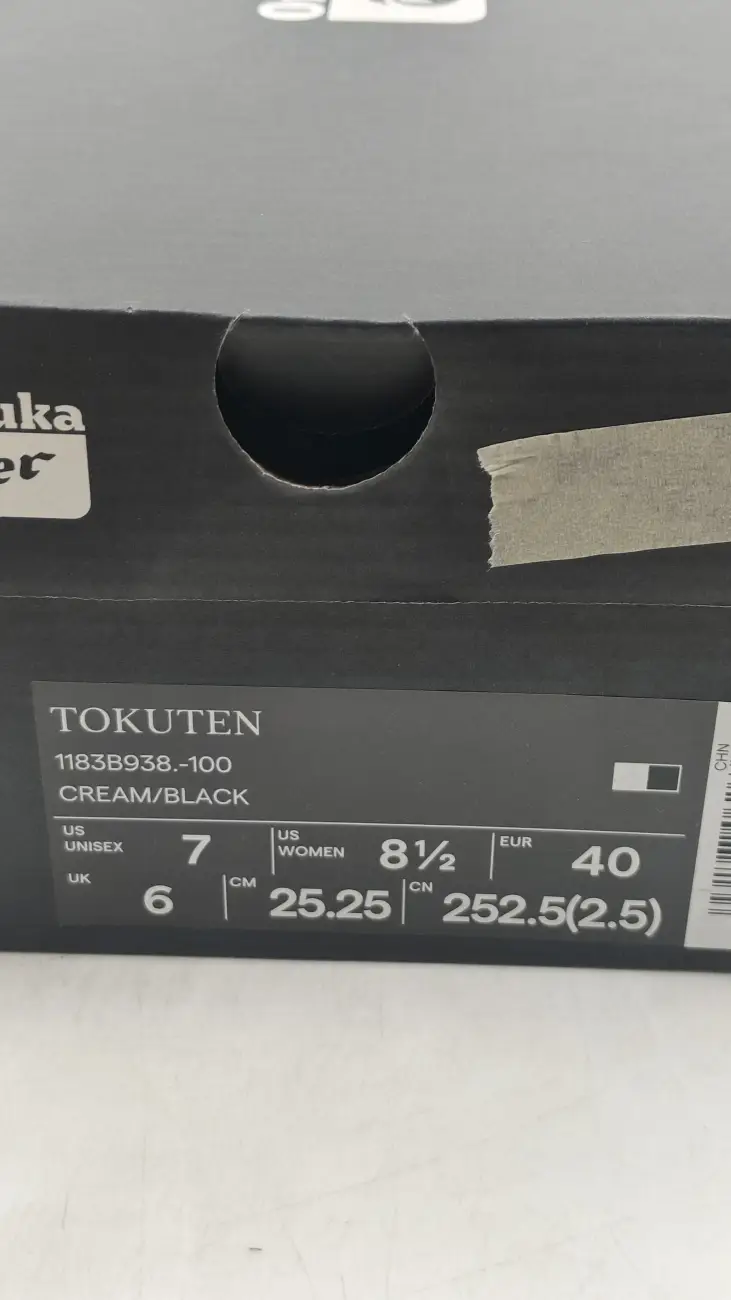 uka
er
TOKUTEN
1183B938.-100
CREAM/BLACK
US UNISEX 7 US WOMEN 8½ EUR 40
UK 6 CM 25.25 CN 252.5(2.5)
CHN